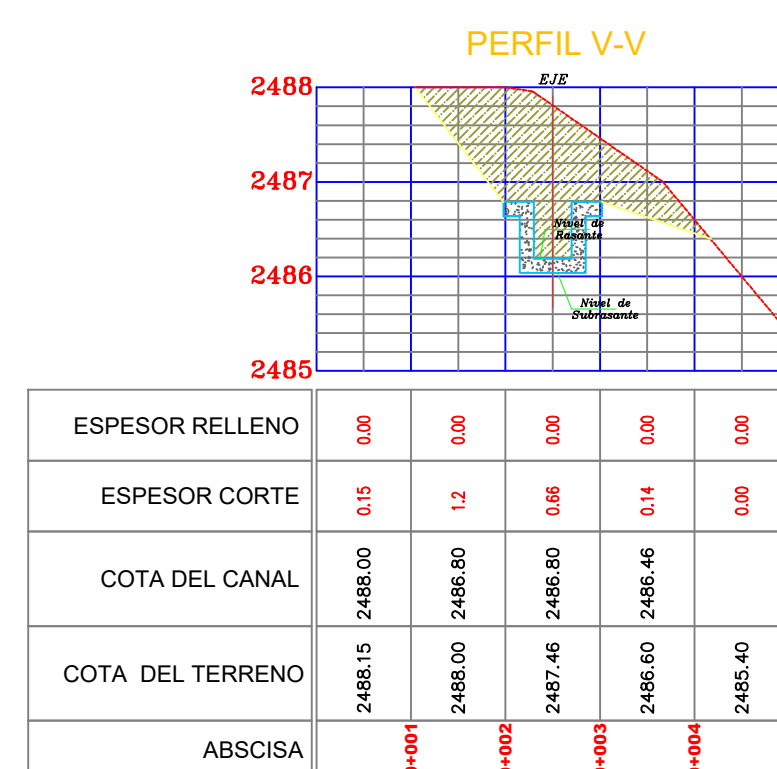 PERFIL V-V
EJE
2488
2487
2486
2485
Nivel de
Rasante
Nivel de
Subrasante
ESPESOR RELLENO 0.00 0.00 0.00 0.00 0.00
ESPESOR CORTE 0.15 1.2 0.66 0.14 0.00
COTA DEL CANAL 2488.00 2486.80 2486.80 2486.46
COTA DEL TERRENO 2488.15 2488.00 2487.46 2486.60 2485.40
ABSCISA +001 +002 +003 +004